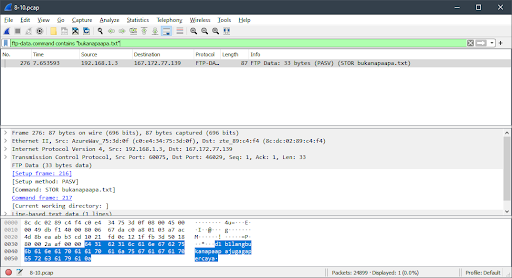 8-10.pcap
File Edit View Go Capture Analyze Statistics Telephony Wireless Tools Help
ftp-data.command contains "bukanapaapa.txt"
No. Time Source Destination Protocol Length Info
276 7.653593 192.168.1.3 167.172.77.139 FTP-DA… 87 FTP Data: 33 bytes (PASV) (STOR bukanapaapa.txt)
Frame 276: 87 bytes on wire (696 bits), 87 bytes captured (696 bits)
Ethernet II, Src: AzureWav_75:3d:0f (c0:e4:34:75:3d:0f), Dst: zte_89:c4:f4 (8c:dc:02:89:c4:f4)
Internet Protocol Version 4, Src: 192.168.1.3, Dst: 167.172.77.139
Transmission Control Protocol, Src Port: 60075, Dst Port: 46029, Seq: 1, Ack: 1, Len: 33
FTP Data (33 bytes data)
[Setup frame: 216]
[Setup method: PASV]
[Command: STOR bukanapaapa.txt]
Command frame: 217
[Current working directory: ]
Line-based text data (1 lines)
0000 8c dc 02 89 c4 f4 c0 e4 34 75 3d 0f 08 00 45 00
0010 00 49 db f1 40 00 80 06 67 da c0 a8 01 03 a7 ac
0020 4d 8b ea ab b3 cd 10 21 fd 0c 12 1f fb 3d 50 18
0030 80 00 2a af 00 00 64 31 62 31 6c 61 6e 67 62 75 d1b1langbu
0040 6b 61 6e 61 70 61 61 70 61 6a 75 67 61 67 61 70 kanapaap ajugagap
0050 65 72 63 61 79 61 0a ercaya·
8-10.pcap
Packets: 24899 · Displayed: 1 (0.0%)
Profile: Default